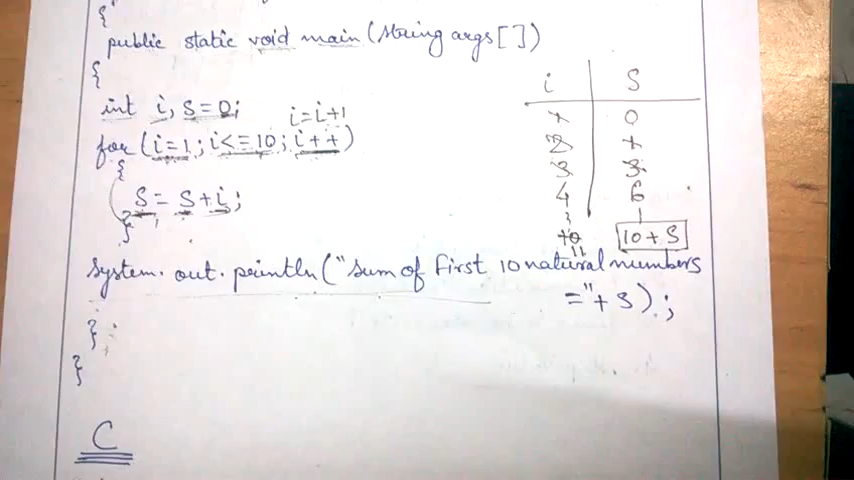 {
public static void main (String args [ ])
{
i S
int i, S = 0;
i = i+1
1 0
for (i=1; i<=10; i++)
2 1
{
3 3
S = S + i;
4 6
}
10 10 + S
11
System. out. println ("Sum of First 10 natural numbers
=" + S);
}
}
C